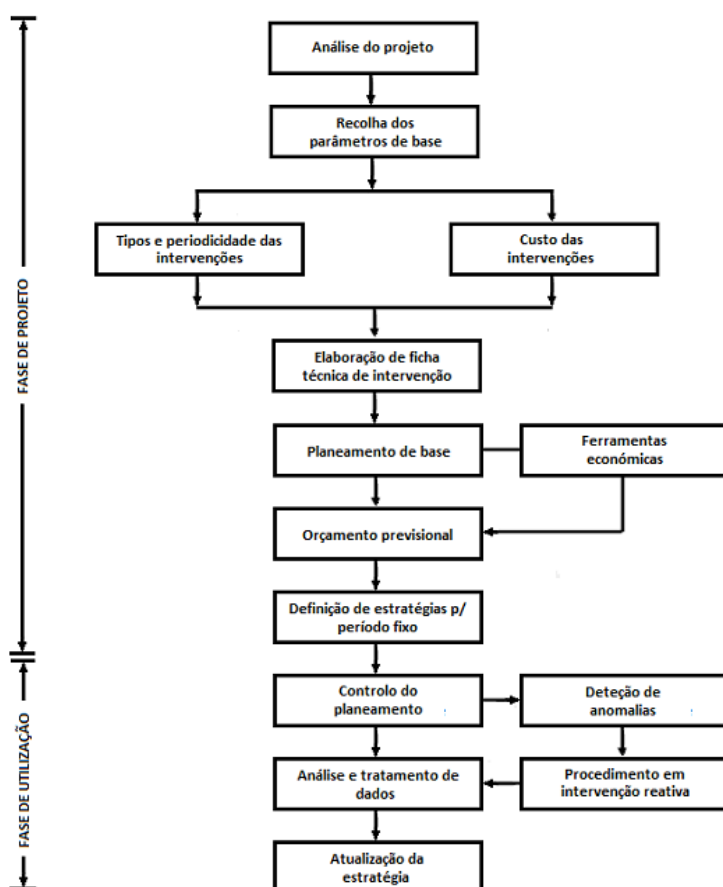 Análise do projeto
Recolha dos
parâmetros de base
Tipos e periodicidade das
intervenções
Custo das
intervenções
Elaboração de ficha
técnica de intervenção
Planeamento de base
Ferramentas
económicas
Orçamento previsional
Definição de estratégias p/
período fixo
Controlo do
planeamento
Deteção de
anomalias
Análise e tratamento de
dados
Procedimento em
intervenção reativa
Atualização da
estratégia
FASE DE PROJETO
FASE DE UTILIZAÇÃO